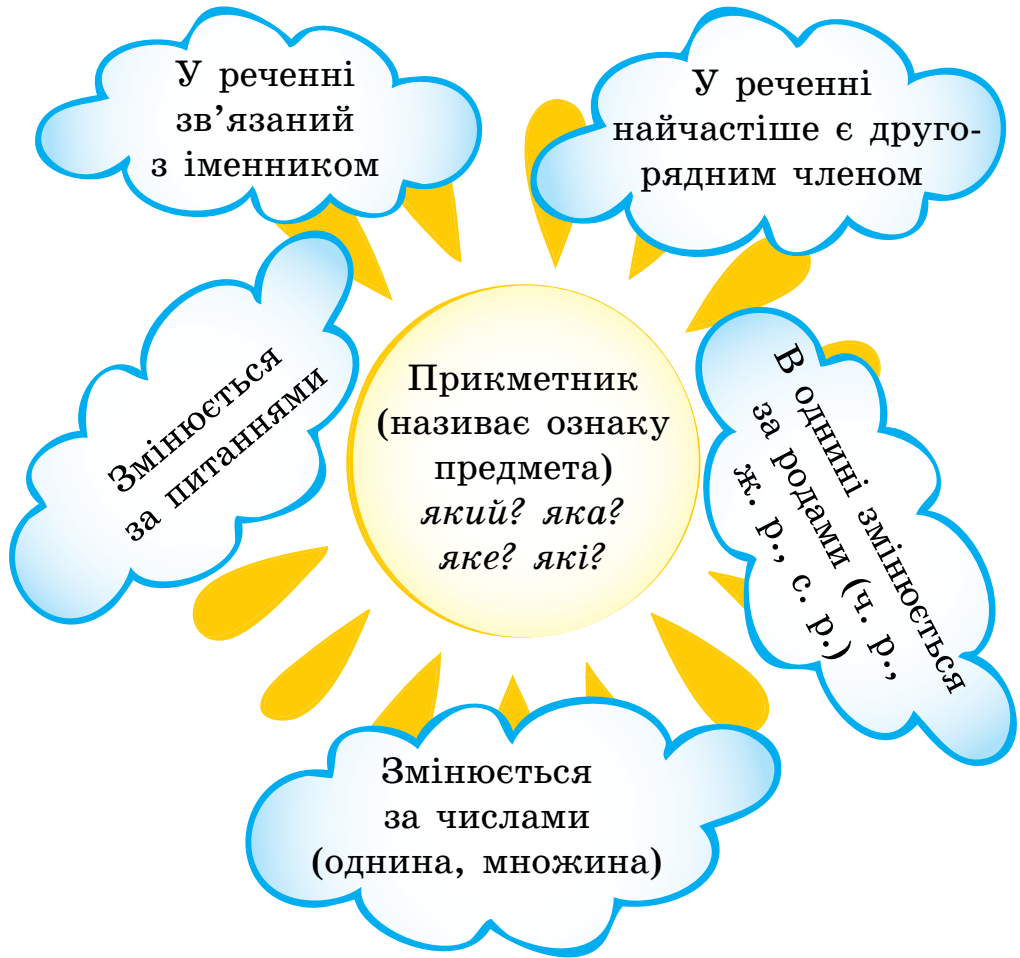 У реченні
зв’язаний
з іменником
У реченні
найчастіше є друго-
рядним членом
Змінюється
за питаннями
Прикметник
(називає ознаку
предмета)
який? яка?
яке? які?
В однині змінюється
за родами (ч. р.,
ж. р., с. р.)
Змінюється
за числами
(однина, множина)